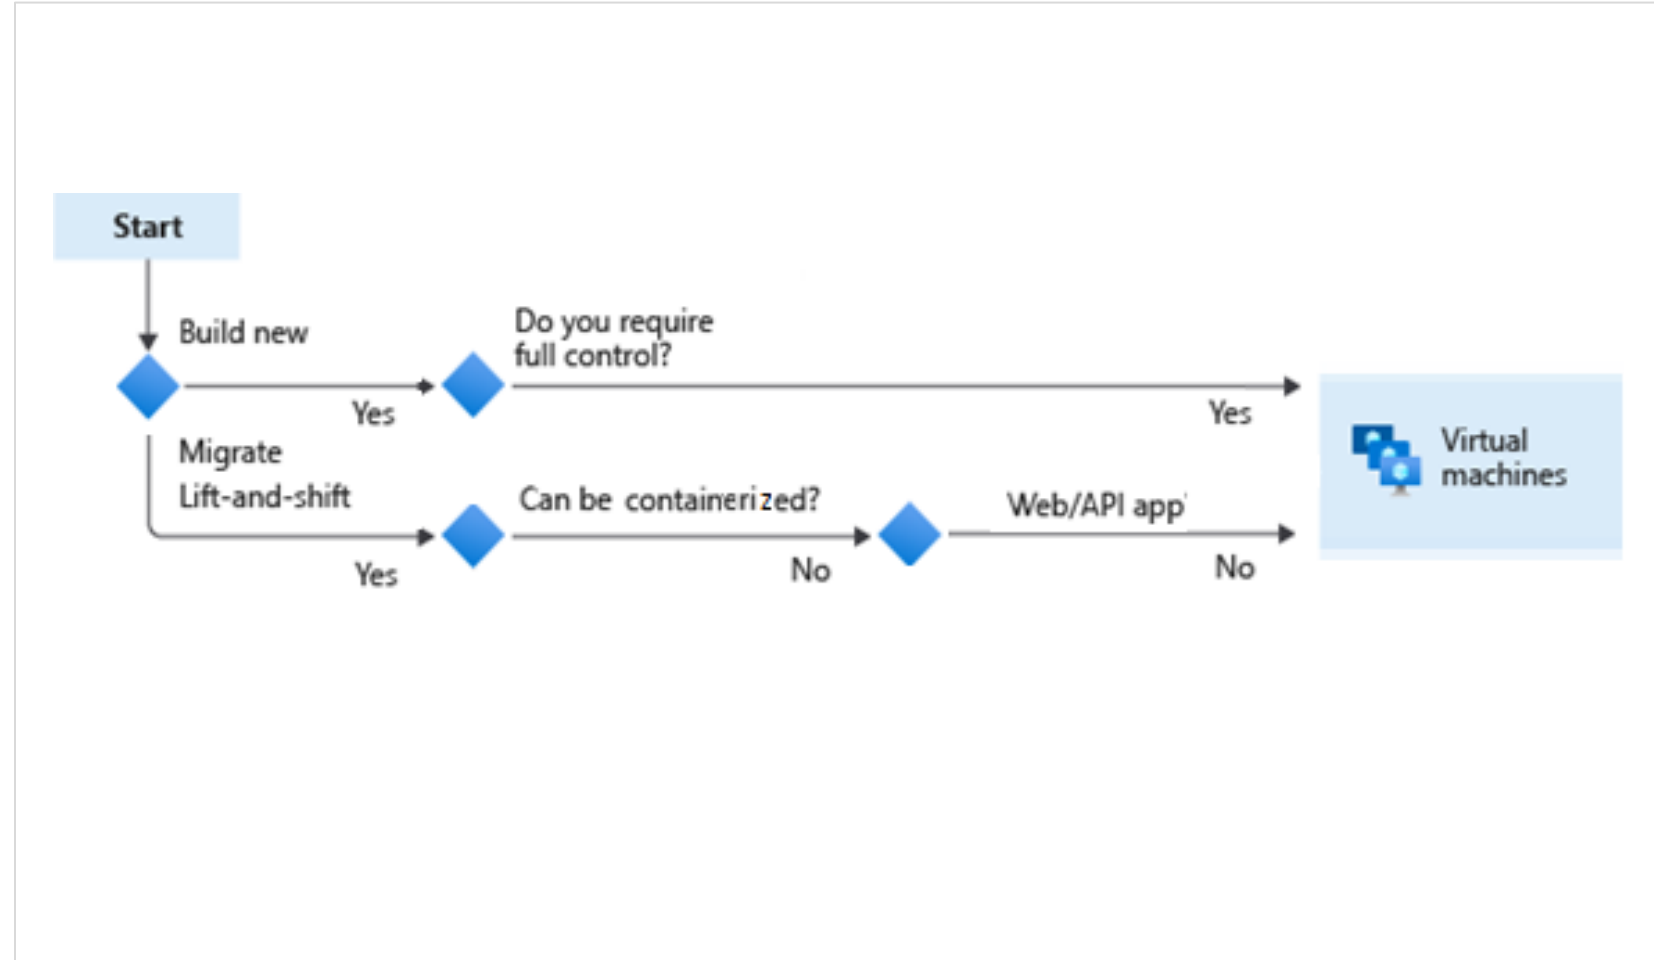 Start
Build new
Do you require
full control?
Yes
Yes
Migrate
Lift-and-shift
Can be containerized?
Web/API app
Yes
No
No
Virtual
machines